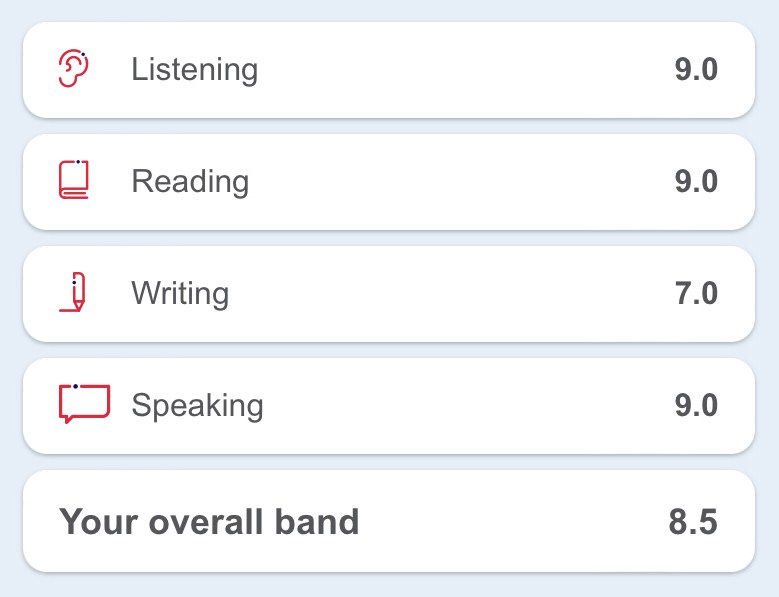 Listening 9.0
Reading 9.0
Writing 7.0
Speaking 9.0
Your overall band 8.5